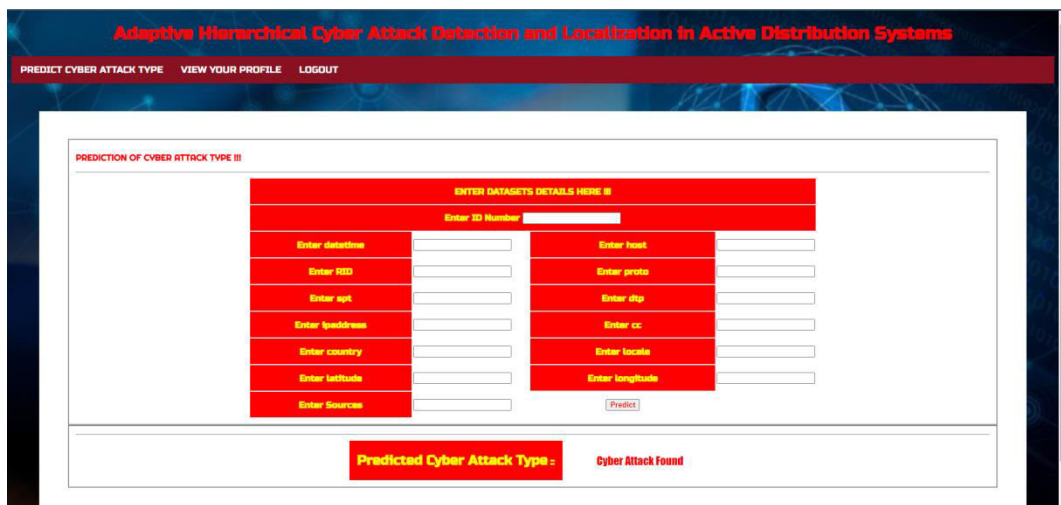 Adaptive Hierarchical Cyber Attack Detection and Localization in Active Distribution Systems
PREDICT CYBER ATTACK TYPE VIEW YOUR PROFILE LOGOUT
PREDICTION OF CYBER ATTACK TYPE !!!
ENTER DATASETS DETAILS HERE !!!
Enter ID Number
Enter datetime Enter host
Enter RID Enter proto
Enter spt Enter dtp
Enter ipaddress Enter cc
Enter country Enter locale
Enter latitude Enter longitude
Enter Sources Predict
Predicted Cyber Attack Type :: Cyber Attack Found